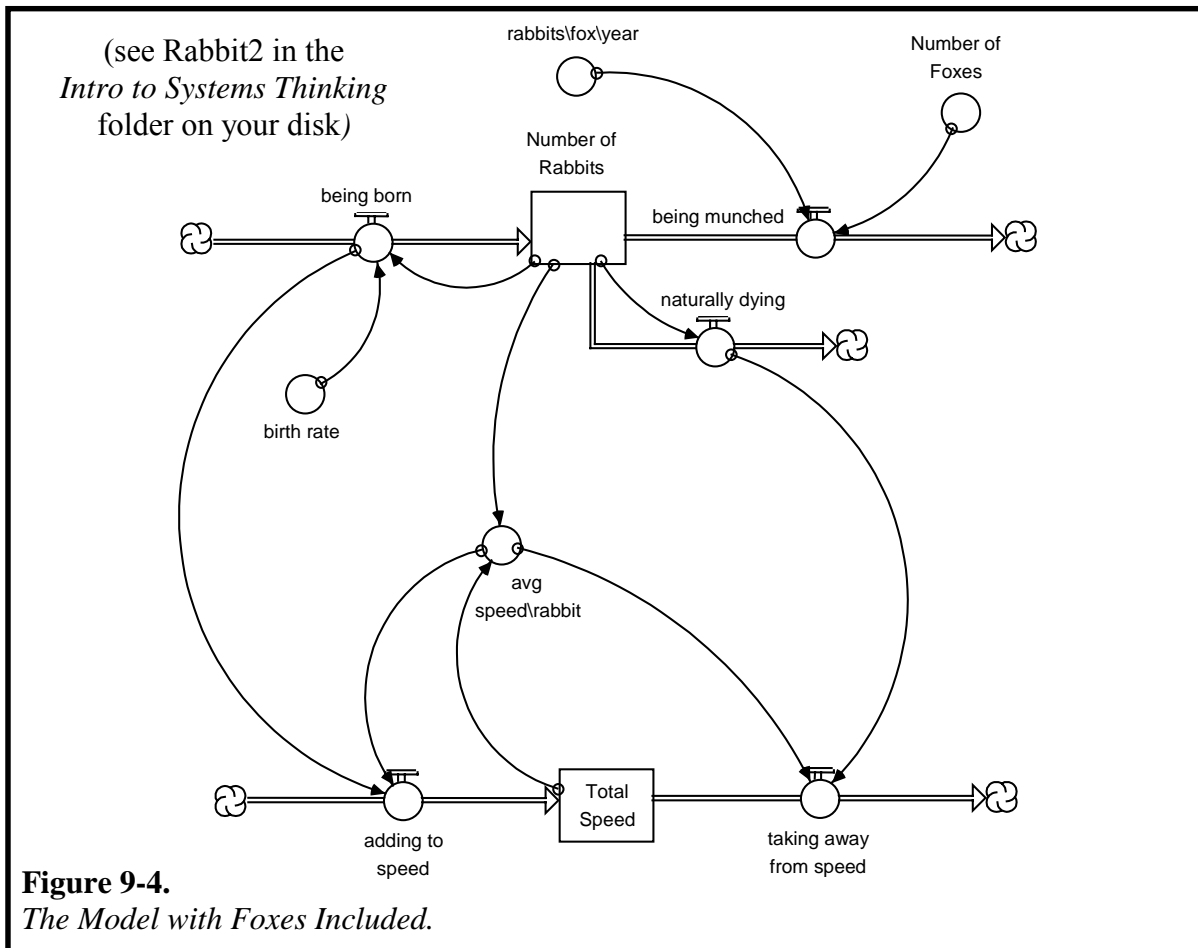 (see Rabbit2 in the
Intro to Systems Thinking
folder on your disk)
rabbits\fox\year
Number of
Foxes
Number of
Rabbits
being born
being munched
naturally dying
birth rate
avg
speed\rabbit
Total
Speed
adding to
speed
taking away
from speed
Figure 9-4.
The Model with Foxes Included.